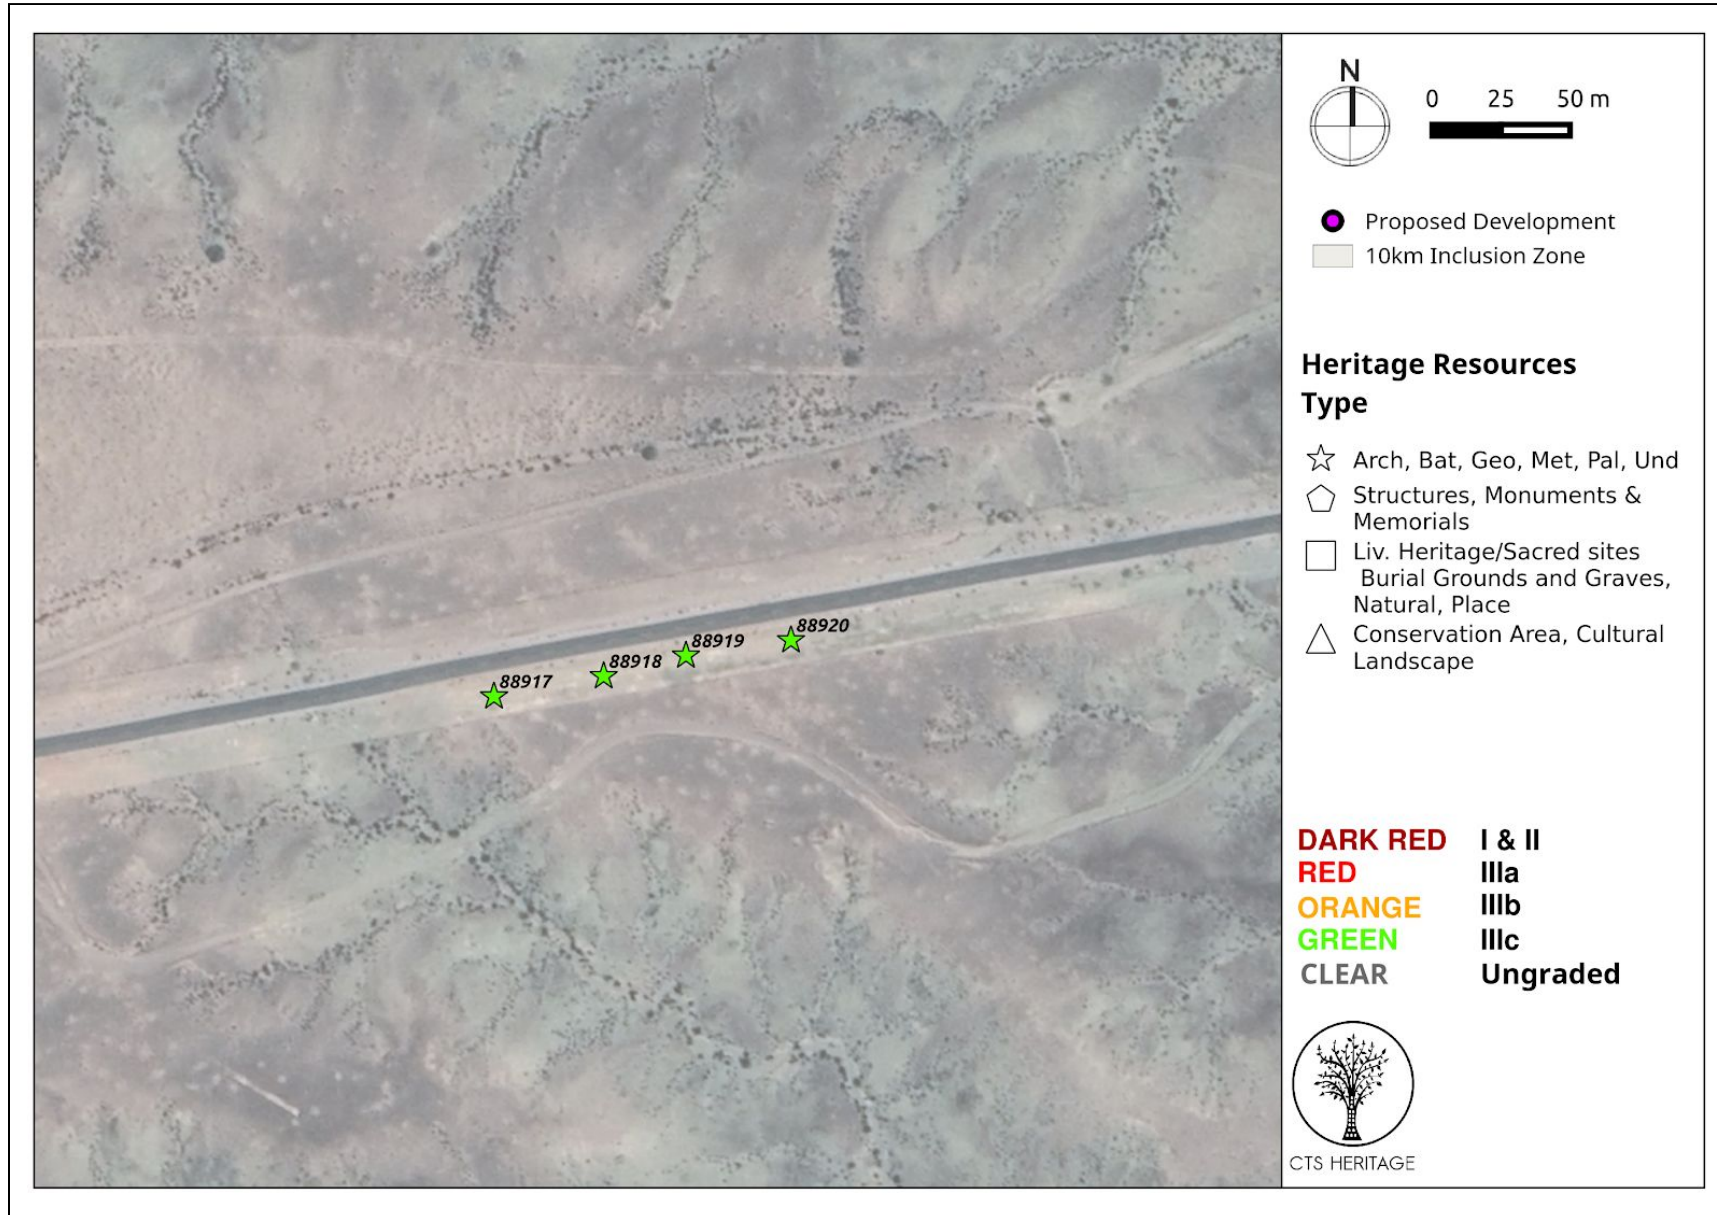 N
0 25 50 m
Proposed Development
10km Inclusion Zone
Heritage Resources
Type
Arch, Bat, Geo, Met, Pal, Und
Structures, Monuments &
Memorials
Liv. Heritage/Sacred sites
Burial Grounds and Graves,
Natural, Place
Conservation Area, Cultural
Landscape
88920
88919
88918
88917
DARK RED I & II
RED IIIa
ORANGE IIIb
GREEN IIIc
CLEAR Ungraded
CTS HERITAGE